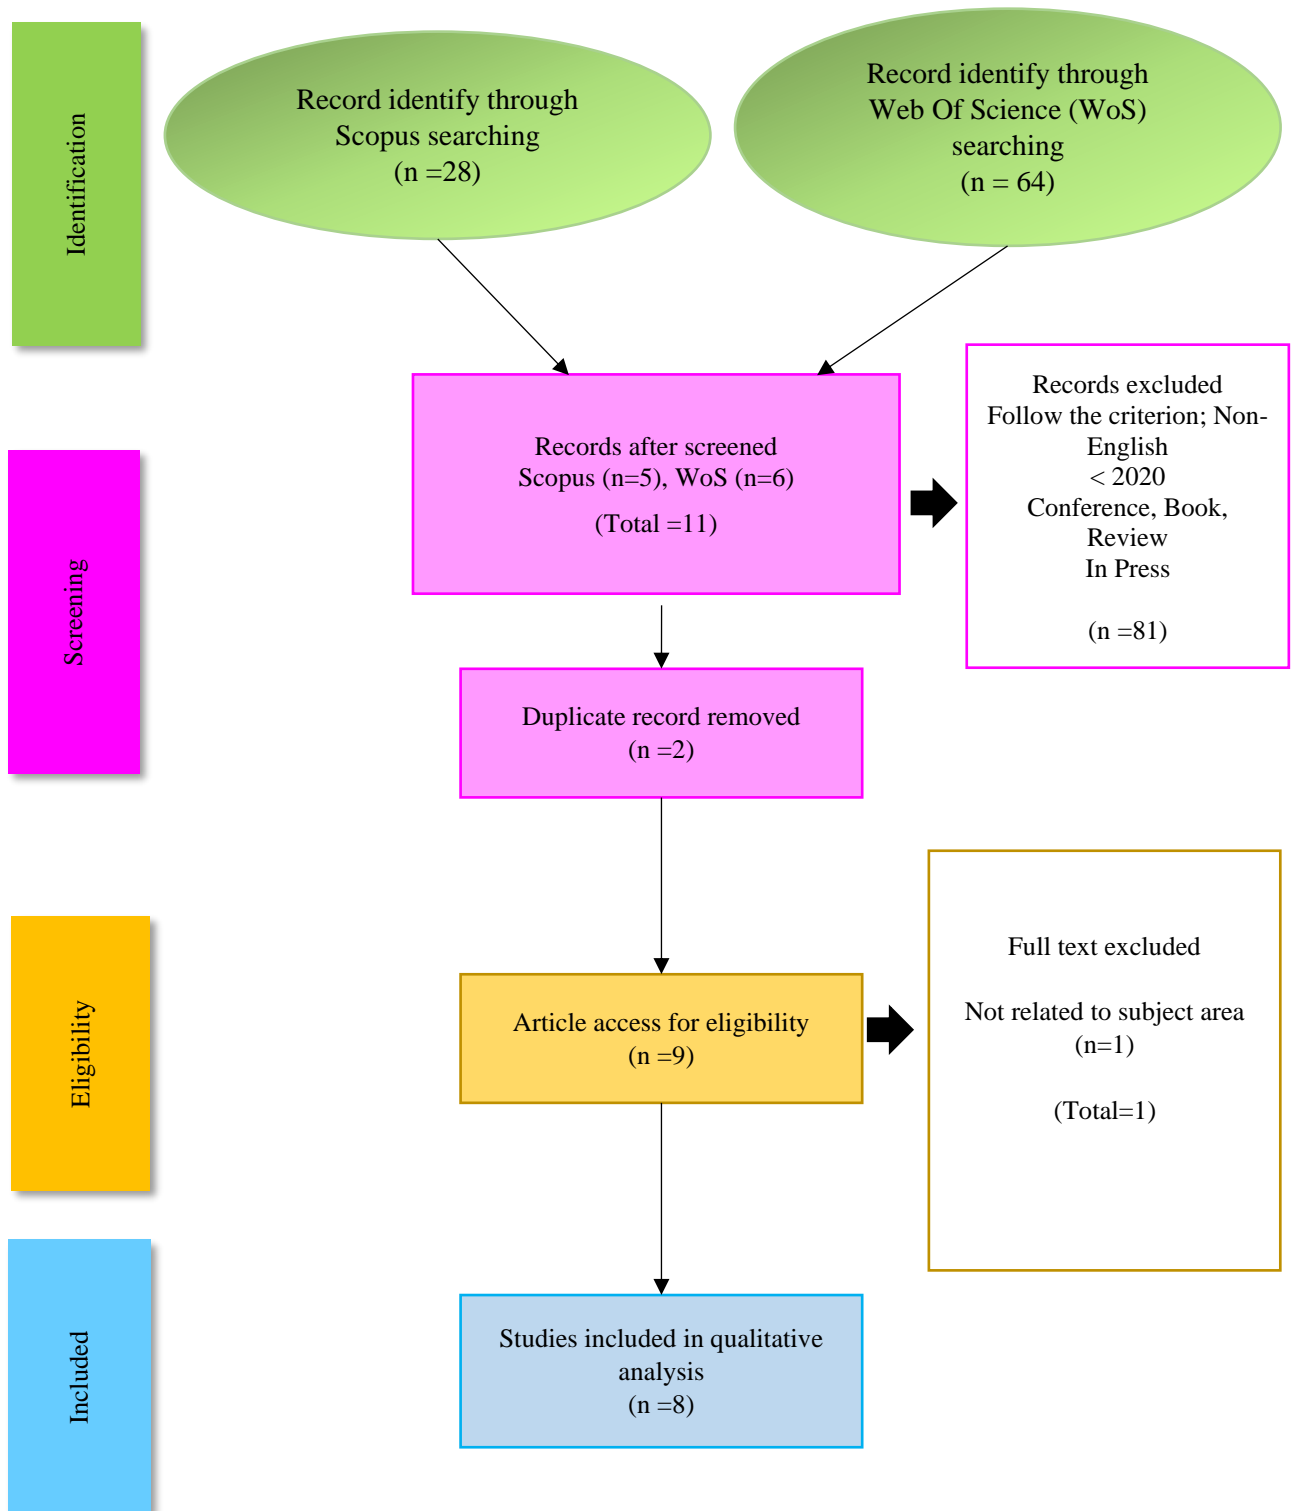 Identification
Record identify through
Scopus searching
(n =28)
Record identify through
Web Of Science (WoS)
searching
(n = 64)
Screening
Records after screened
Scopus (n=5), WoS (n=6)
(Total =11)
Records excluded
Follow the criterion; Non-
English
< 2020
Conference, Book,
Review
In Press
(n =81)
Duplicate record removed
(n =2)
Eligibility
Article access for eligibility
(n =9)
Full text excluded
Not related to subject area
(n=1)
(Total=1)
Included
Studies included in qualitative
analysis
(n =8)